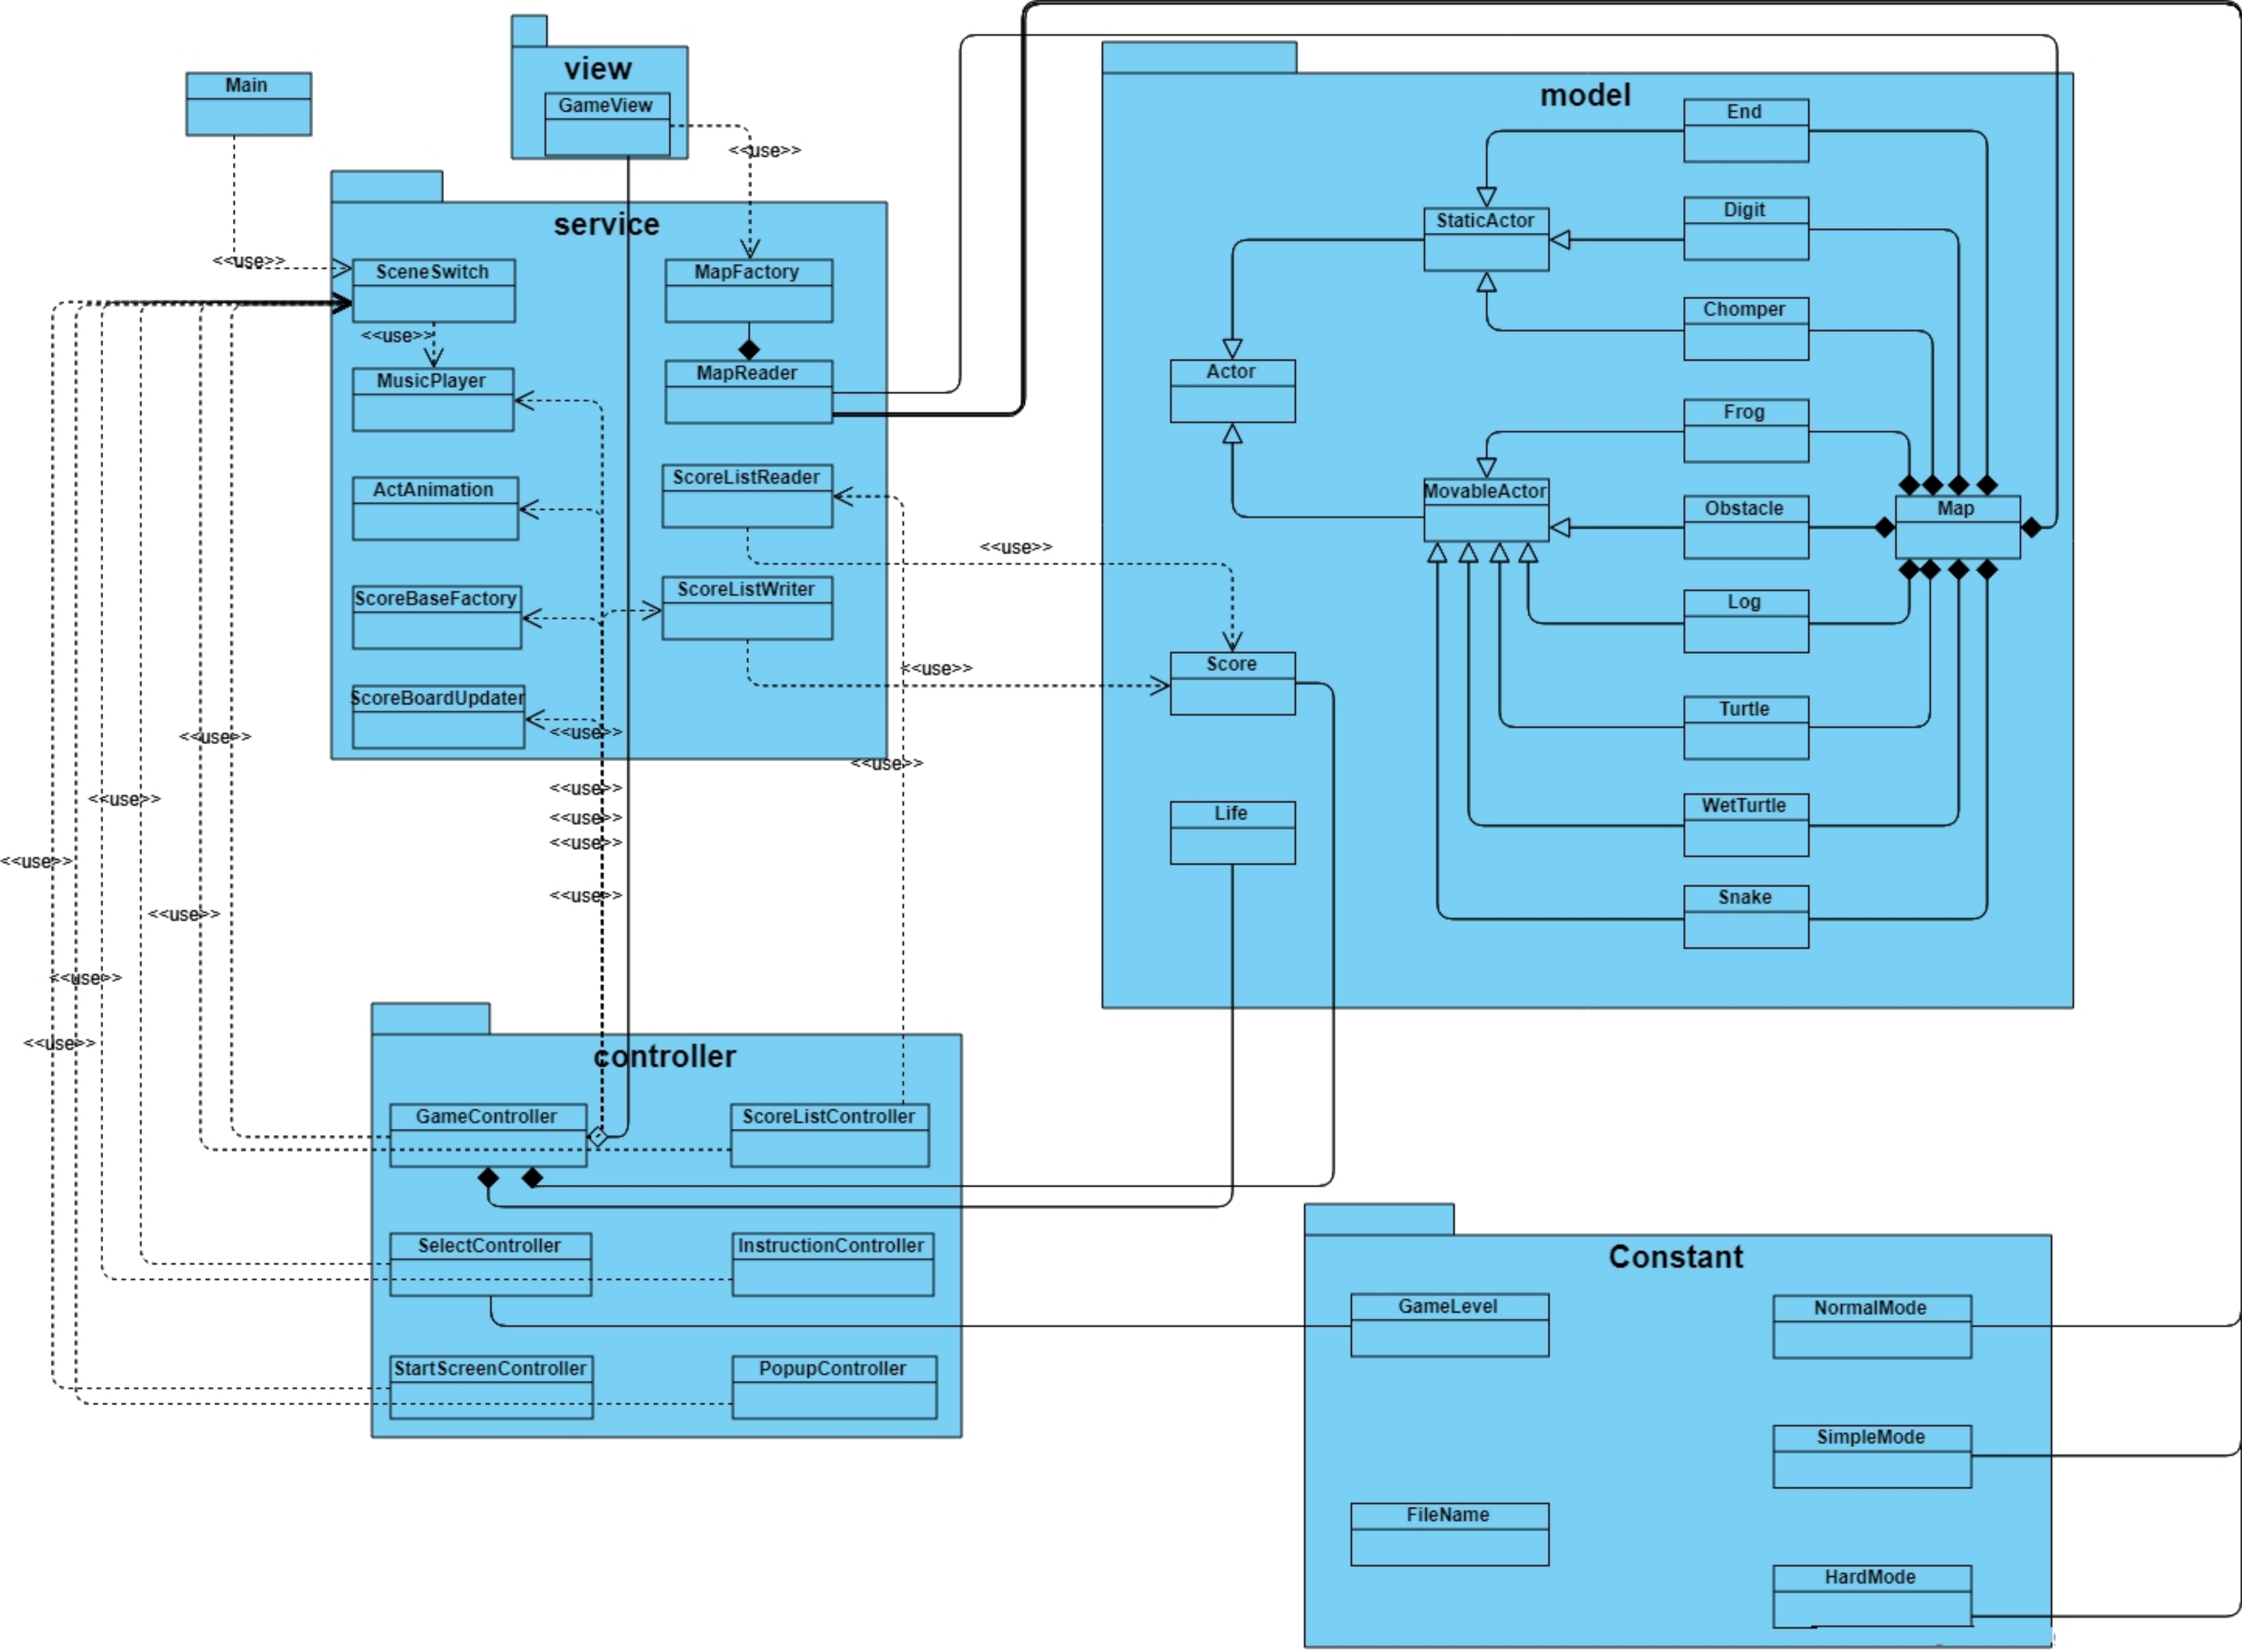 Main
view
GameView
<<use>>
service
<<use>>
SceneSwitch
MapFactory
<<use>>
MusicPlayer
MapReader
ActAnimation
ScoreListReader
ScoreBaseFactory
ScoreListWriter
ScoreBoardUpdater
<<use>>
<<use>>
<<use>>
<<use>>
<<use>>
<<use>>
<<use>>
<<use>>
<<use>>
<<use>>
<<use>>
<<use>>
<<use>>
<<use>>
model
End
StaticActor
Digit
Chomper
Actor
Frog
MovableActor
Obstacle
Map
Log
Score
Turtle
WetTurtle
Life
Snake
controller
GameController
ScoreListController
SelectController
InstructionController
StartScreenController
PopupController
Constant
GameLevel
NormalMode
SimpleMode
FileName
HardMode